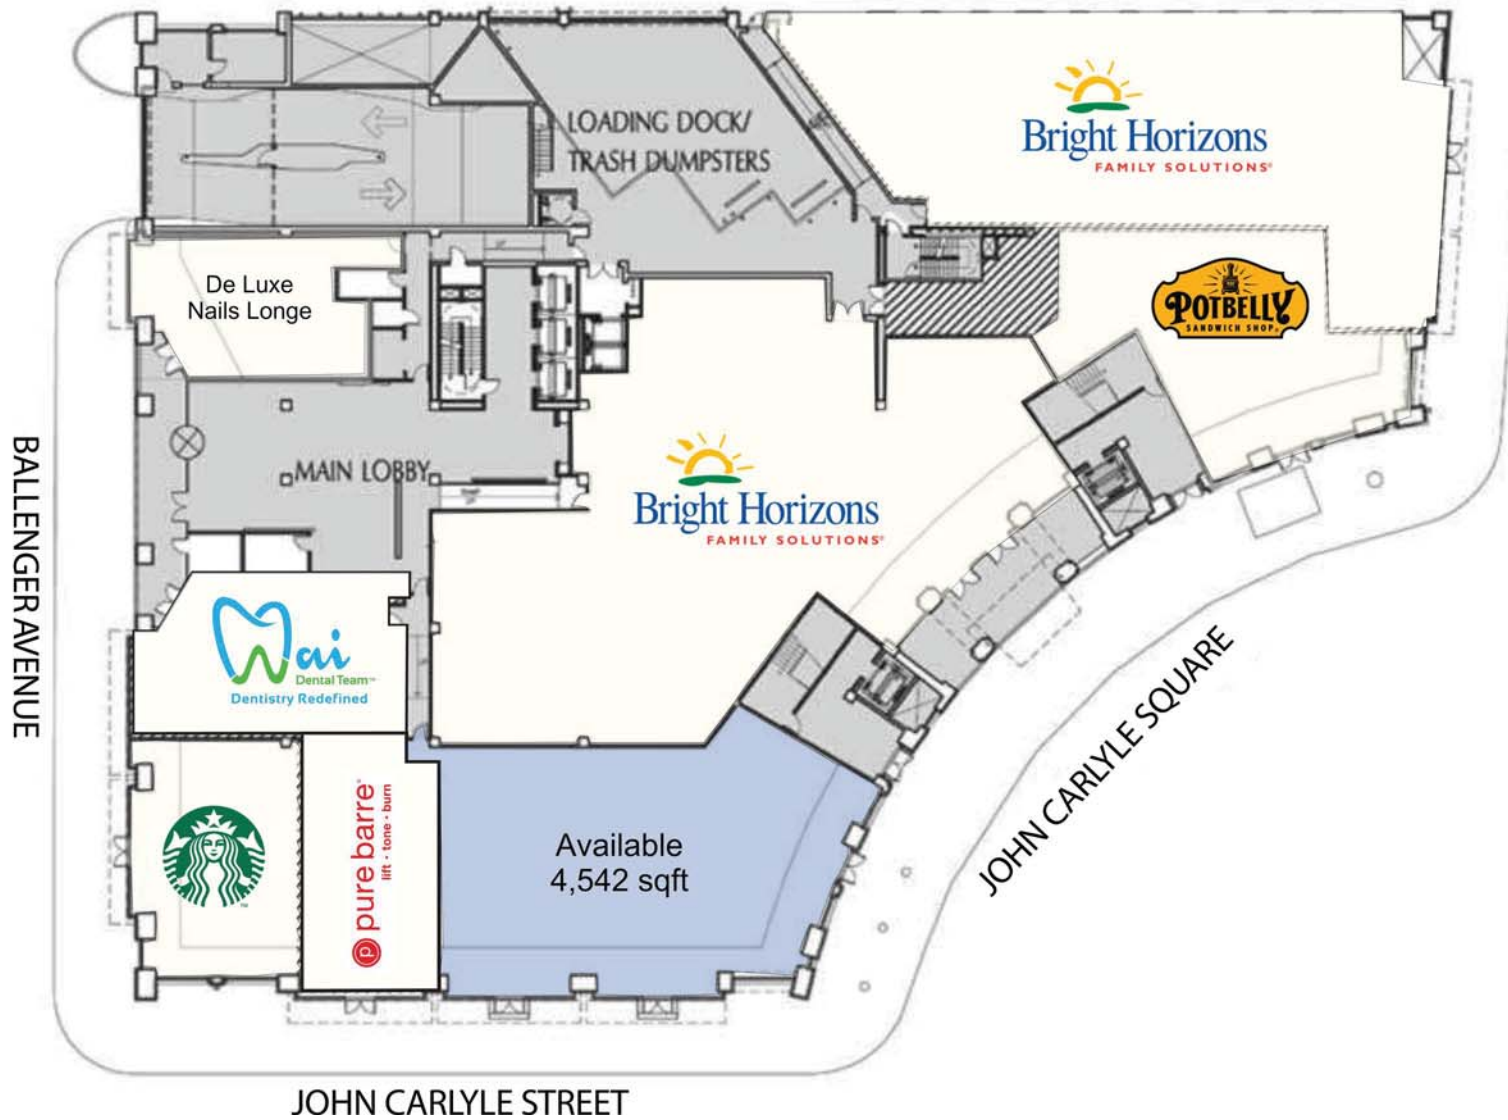 Bright Horizons
FAMILY SOLUTIONS®
LOADING DOCK/
TRASH DUMPSTERS
De Luxe
Nails Longe
POTBELLY
SANDWICH SHOP®
MAIN LOBBY
Bright Horizons
FAMILY SOLUTIONS®
BALLENGER AVENUE
Mai
Dental Team™
Dentistry Redefined
JOHN CARLYLE SQUARE
p pure barre®
lift • tone • burn
Available
4,542 sqft
JOHN CARLYLE STREET